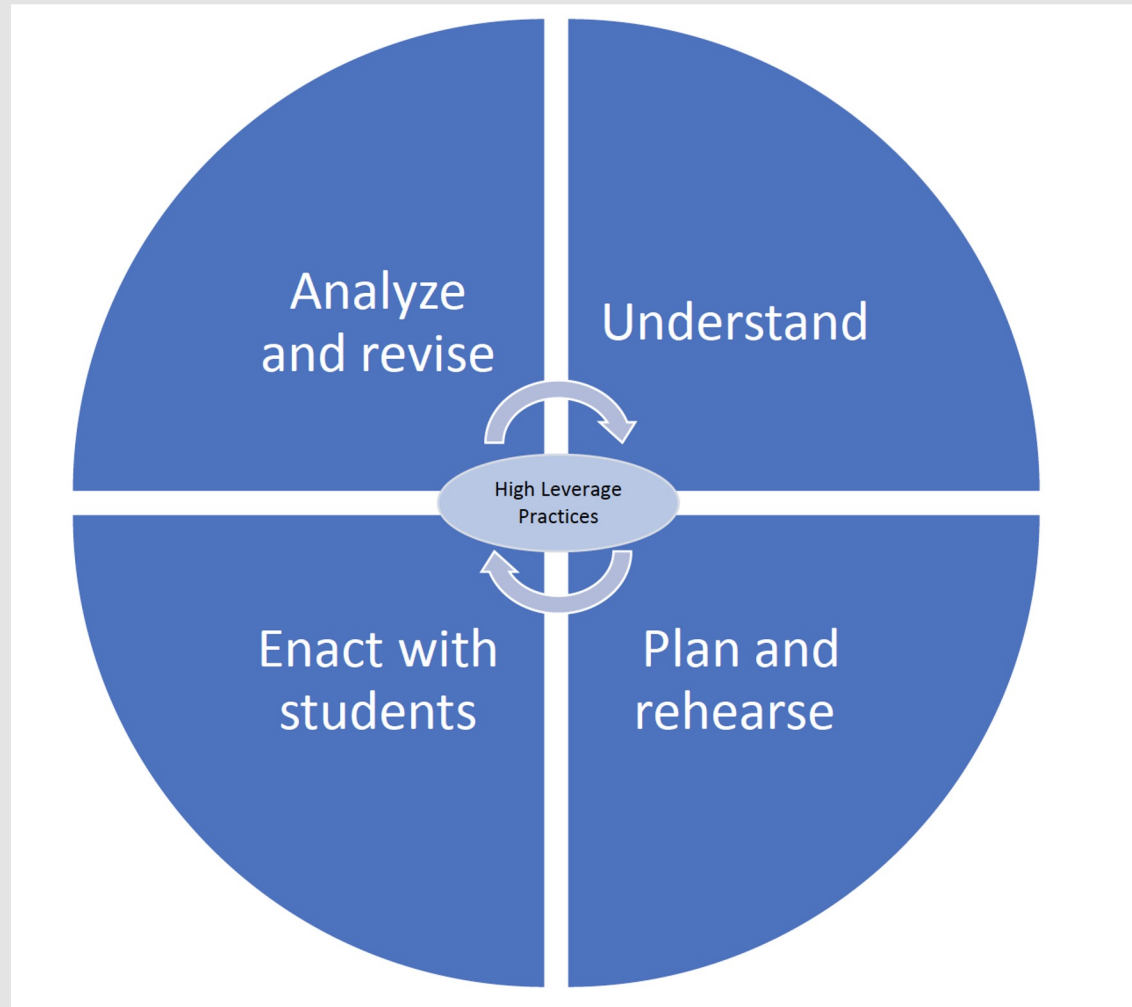 Analyze
and revise
Understand
High Leverage
Practices
Enact with
students
Plan and
rehearse